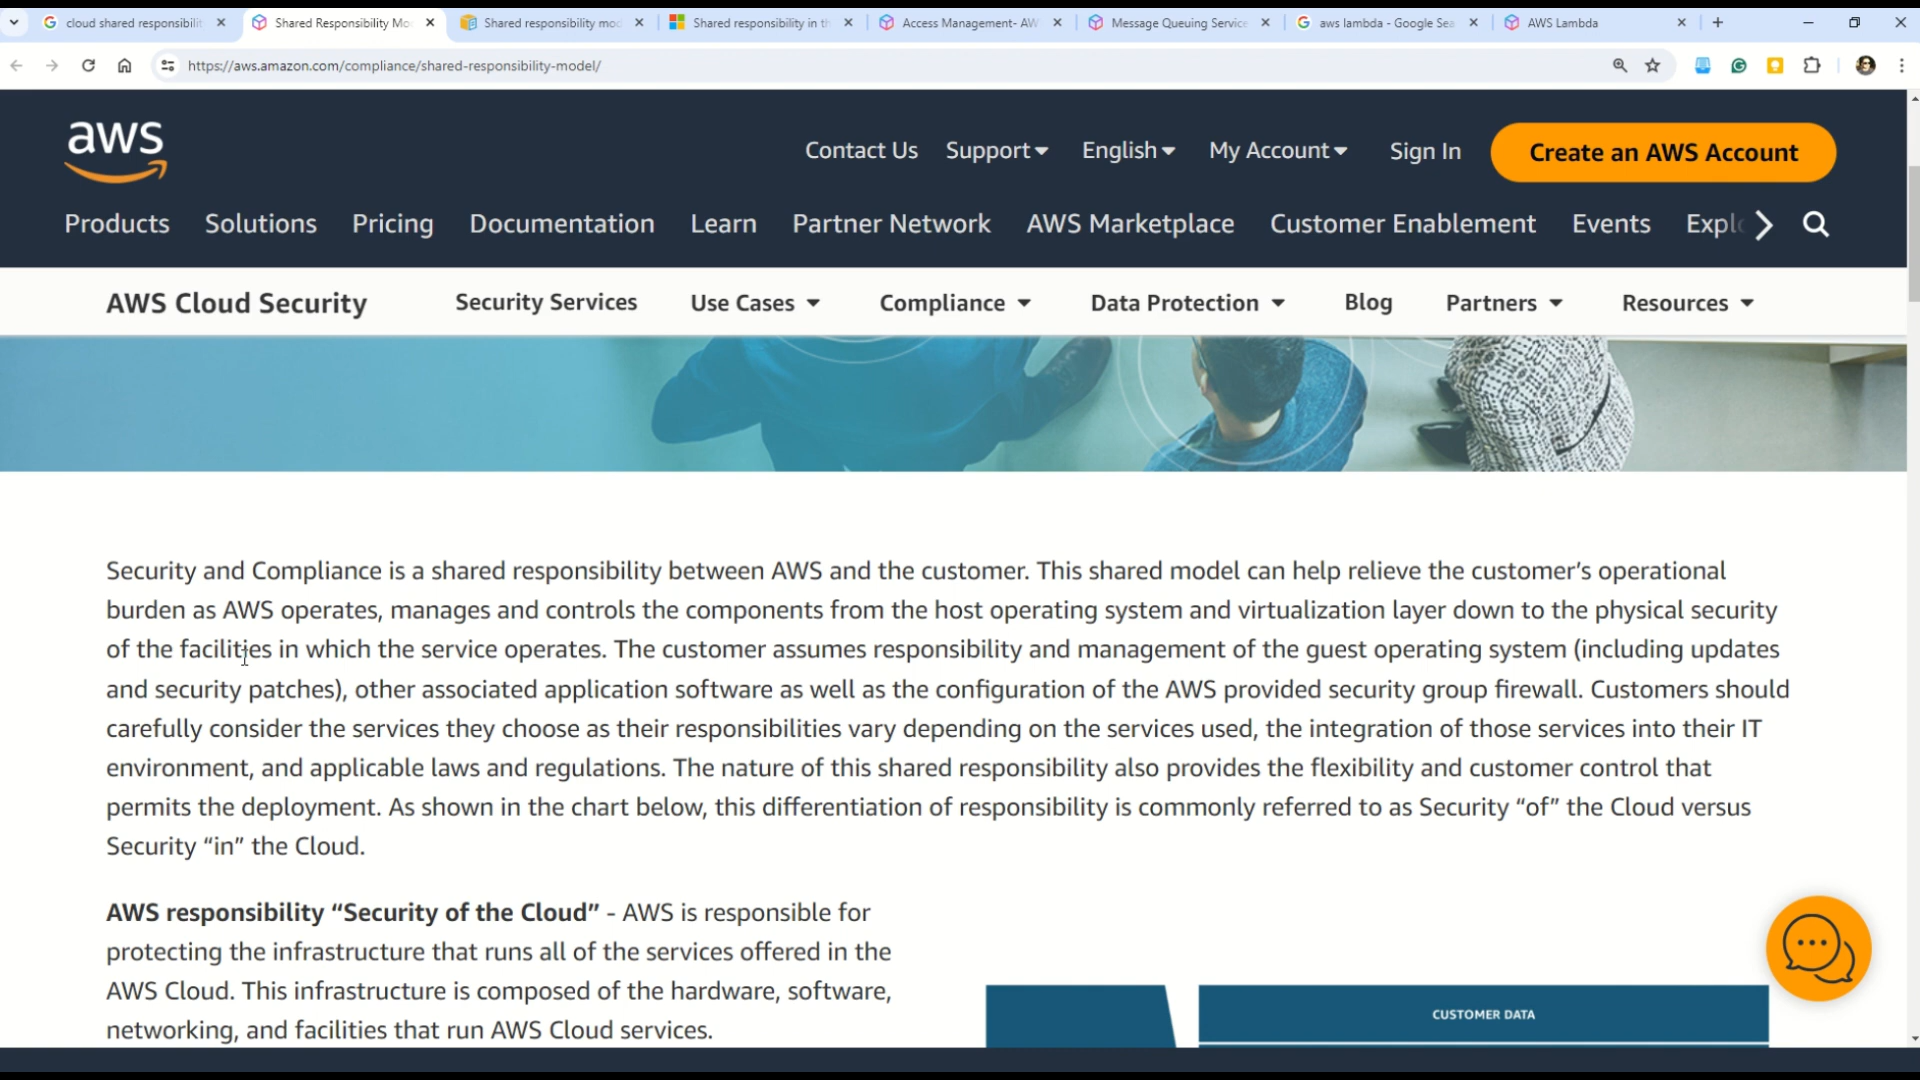 cloud shared responsibilit
Shared Responsibility Mo
Shared responsibility mo
Shared responsibility in th
Access Management- AW
Message Queuing Service
aws lambda - Google Sea
AWS Lambda
https://aws.amazon.com/compliance/shared-responsibility-model/
aws
Contact Us
Support
English
My Account
Sign In
Create an AWS Account
Products
Solutions
Pricing
Documentation
Learn
Partner Network
AWS Marketplace
Customer Enablement
Events
Explo
AWS Cloud Security
Security Services
Use Cases
Compliance
Data Protection
Blog
Partners
Resources
Security and Compliance is a shared responsibility between AWS and the customer. This shared model can help relieve the customer’s operational
burden as AWS operates, manages and controls the components from the host operating system and virtualization layer down to the physical security
of the facilities in which the service operates. The customer assumes responsibility and management of the guest operating system (including updates
and security patches), other associated application software as well as the configuration of the AWS provided security group firewall. Customers should
carefully consider the services they choose as their responsibilities vary depending on the services used, the integration of those services into their IT
environment, and applicable laws and regulations. The nature of this shared responsibility also provides the flexibility and customer control that
permits the deployment. As shown in the chart below, this differentiation of responsibility is commonly referred to as Security “of” the Cloud versus
Security “in” the Cloud.
AWS responsibility “Security of the Cloud” - AWS is responsible for
protecting the infrastructure that runs all of the services offered in the
AWS Cloud. This infrastructure is composed of the hardware, software,
networking, and facilities that run AWS Cloud services.
CUSTOMER DATA